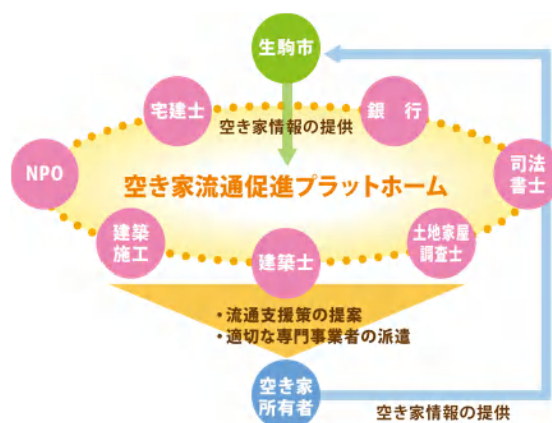 生駒市
宅建士
空き家情報の提供
銀　行
NPO
空き家流通促進プラットホーム
司法
書士
建築
施工
建築士
土地家屋
調査士
・流通支援策の提案
・適切な専門事業者の派遣
空き家
所有者
空き家情報の提供